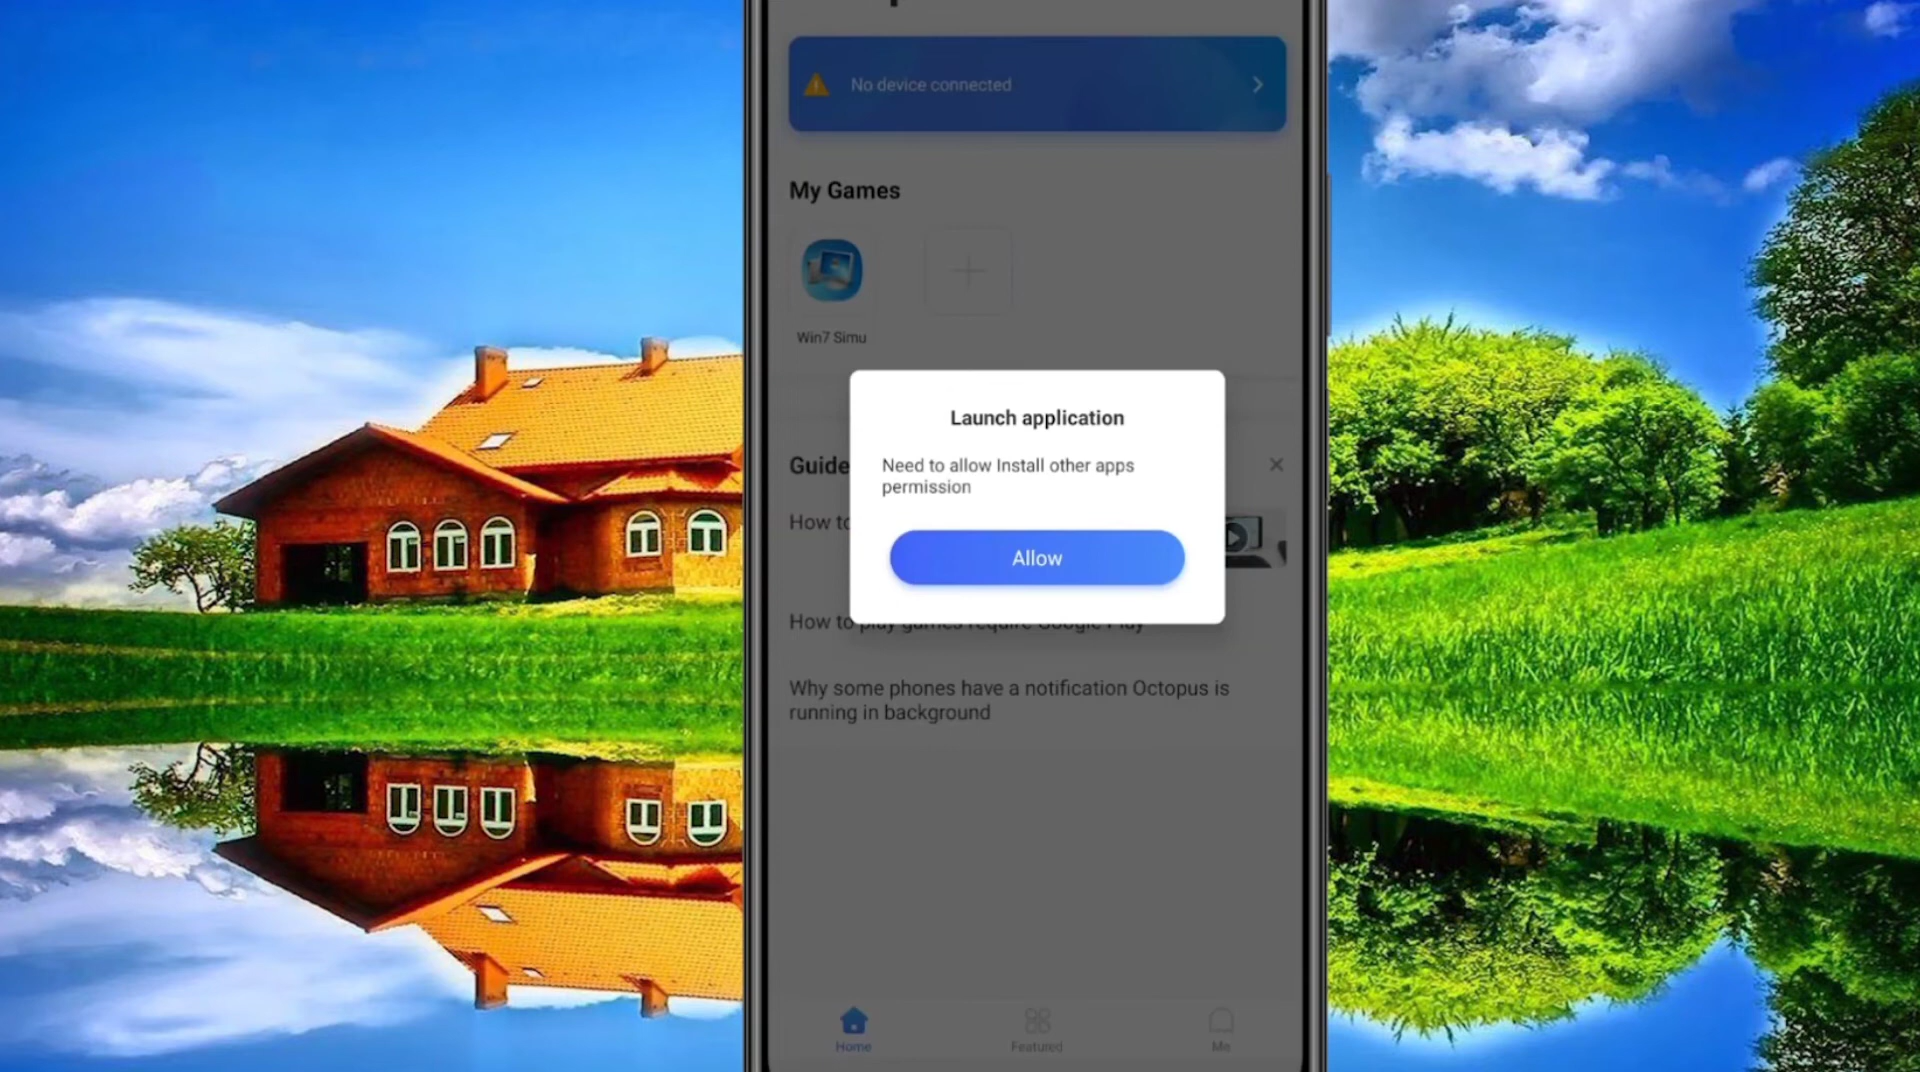 No device connected
My Games
Win7 Simu
Launch application
Need to allow Install other apps
permission
Allow
Guide
How to
How to play games require Google Play
Why some phones have a notification Octopus is
running in background
Home
Featured
Me